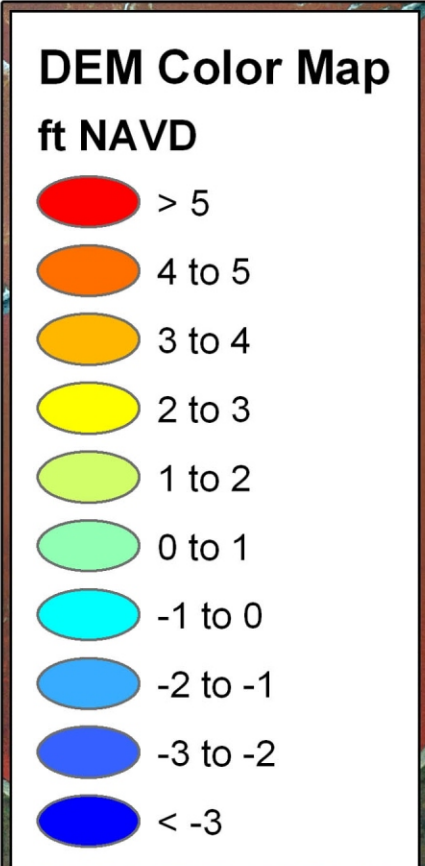 DEM Color Map
ft NAVD
> 5
4 to 5
3 to 4
2 to 3
1 to 2
0 to 1
-1 to 0
-2 to -1
-3 to -2
< -3